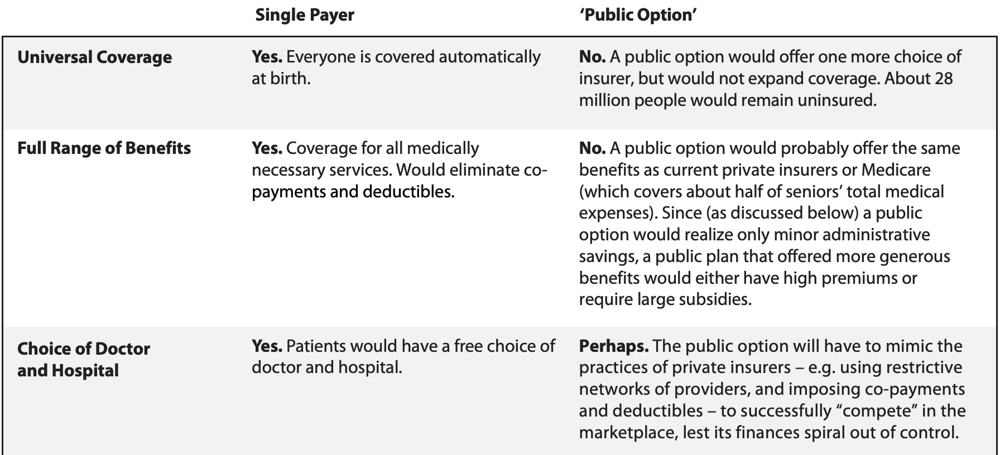 Single Payer
'Public Option'
Universal Coverage
Yes. Everyone is covered automatically
at birth.
No. A public option would offer one more choice of
insurer, but would not expand coverage. About 28
million people would remain uninsured.
Full Range of Benefits
Yes. Coverage for all medically
necessary services. Would eliminate co-
payments and deductibles.
No. A public option would probably offer the same
benefits as current private insurers or Medicare
(which covers about half of seniors’ total medical
expenses). Since (as discussed below) a public
option would realize only minor administrative
savings, a public plan that offered more generous
benefits would either have high premiums or
require large subsidies.
Choice of Doctor
and Hospital
Yes. Patients would have a free choice of
doctor and hospital.
Perhaps. The public option will have to mimic the
practices of private insurers – e.g. using restrictive
networks of providers, and imposing co-payments
and deductibles – to successfully “compete” in the
marketplace, lest its finances spiral out of control.